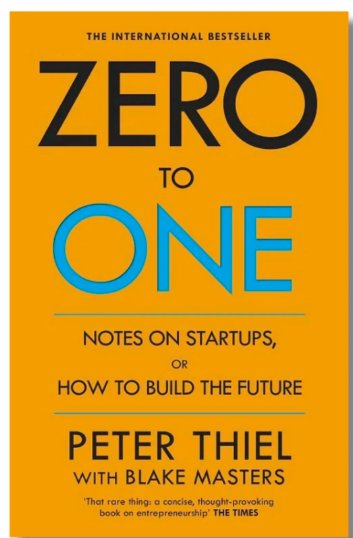 THE INTERNATIONAL BESTSELLER
ZERO
TO
ONE
NOTES ON STARTUPS,
OR
HOW TO BUILD THE FUTURE
PETER THIEL
WITH BLAKE MASTERS
'That rare thing: a concise, thought-provoking
book on entrepreneurship' THE TIMES